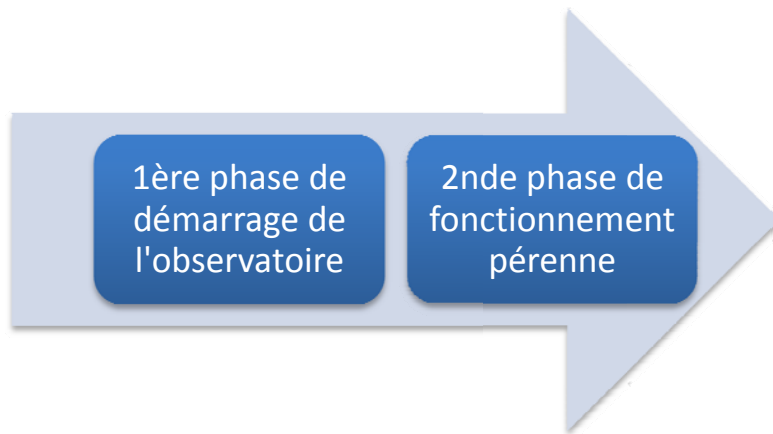 1ère phase de
démarrage de
l'observatoire
2nde phase de
fonctionnement
pérenne